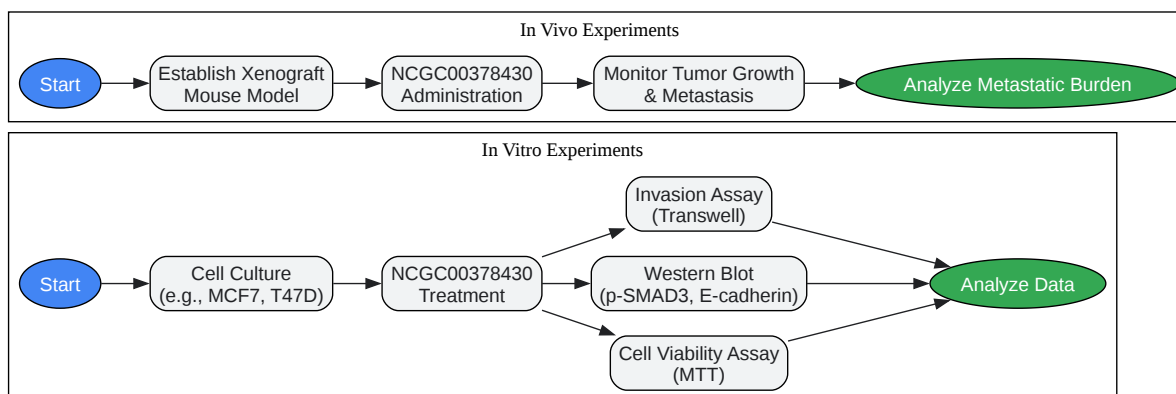 In Vivo Experiments
Start
Establish Xenograft
Mouse Model
NCGC00378430
Administration
Monitor Tumor Growth
& Metastasis
Analyze Metastatic Burden
In Vitro Experiments
Start
Cell Culture
(e.g., MCF7, T47D)
NCGC00378430
Treatment
Invasion Assay
(Transwell)
Western Blot
(p-SMAD3, E-cadherin)
Cell Viability Assay
(MTT)
Analyze Data